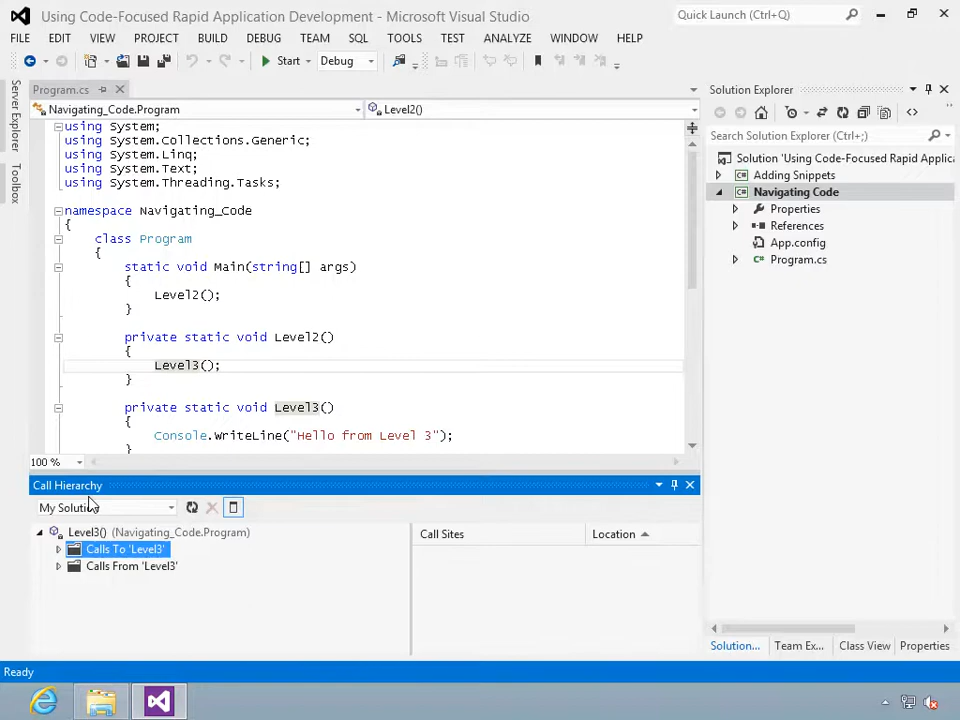 Using Code-Focused Rapid Application Development - Microsoft Visual Studio
Quick Launch (Ctrl+Q)
FILE EDIT VIEW PROJECT BUILD DEBUG TEAM SQL TOOLS TEST ANALYZE WINDOW HELP
Start Debug
Server Explorer
Toolbox
Program.cs
Navigating_Code.Program
Level2()
using System;
using System.Collections.Generic;
using System.Linq;
using System.Text;
using System.Threading.Tasks;
namespace Navigating_Code
{
class Program
{
static void Main(string[] args)
{
Level2();
}
private static void Level2()
{
Level3();
}
private static void Level3()
{
Console.WriteLine("Hello from Level 3");
}
100 %
Call Hierarchy
My Solution
Level3() (Navigating_Code.Program)
Calls To 'Level3'
Calls From 'Level3'
Call Sites
Location
Solution Explorer
Search Solution Explorer (Ctrl+;)
Solution 'Using Code-Focused Rapid Applica
C# Adding Snippets
C# Navigating Code
Properties
References
App.config
C# Program.cs
Solution... Team Ex... Class View Properties
Ready